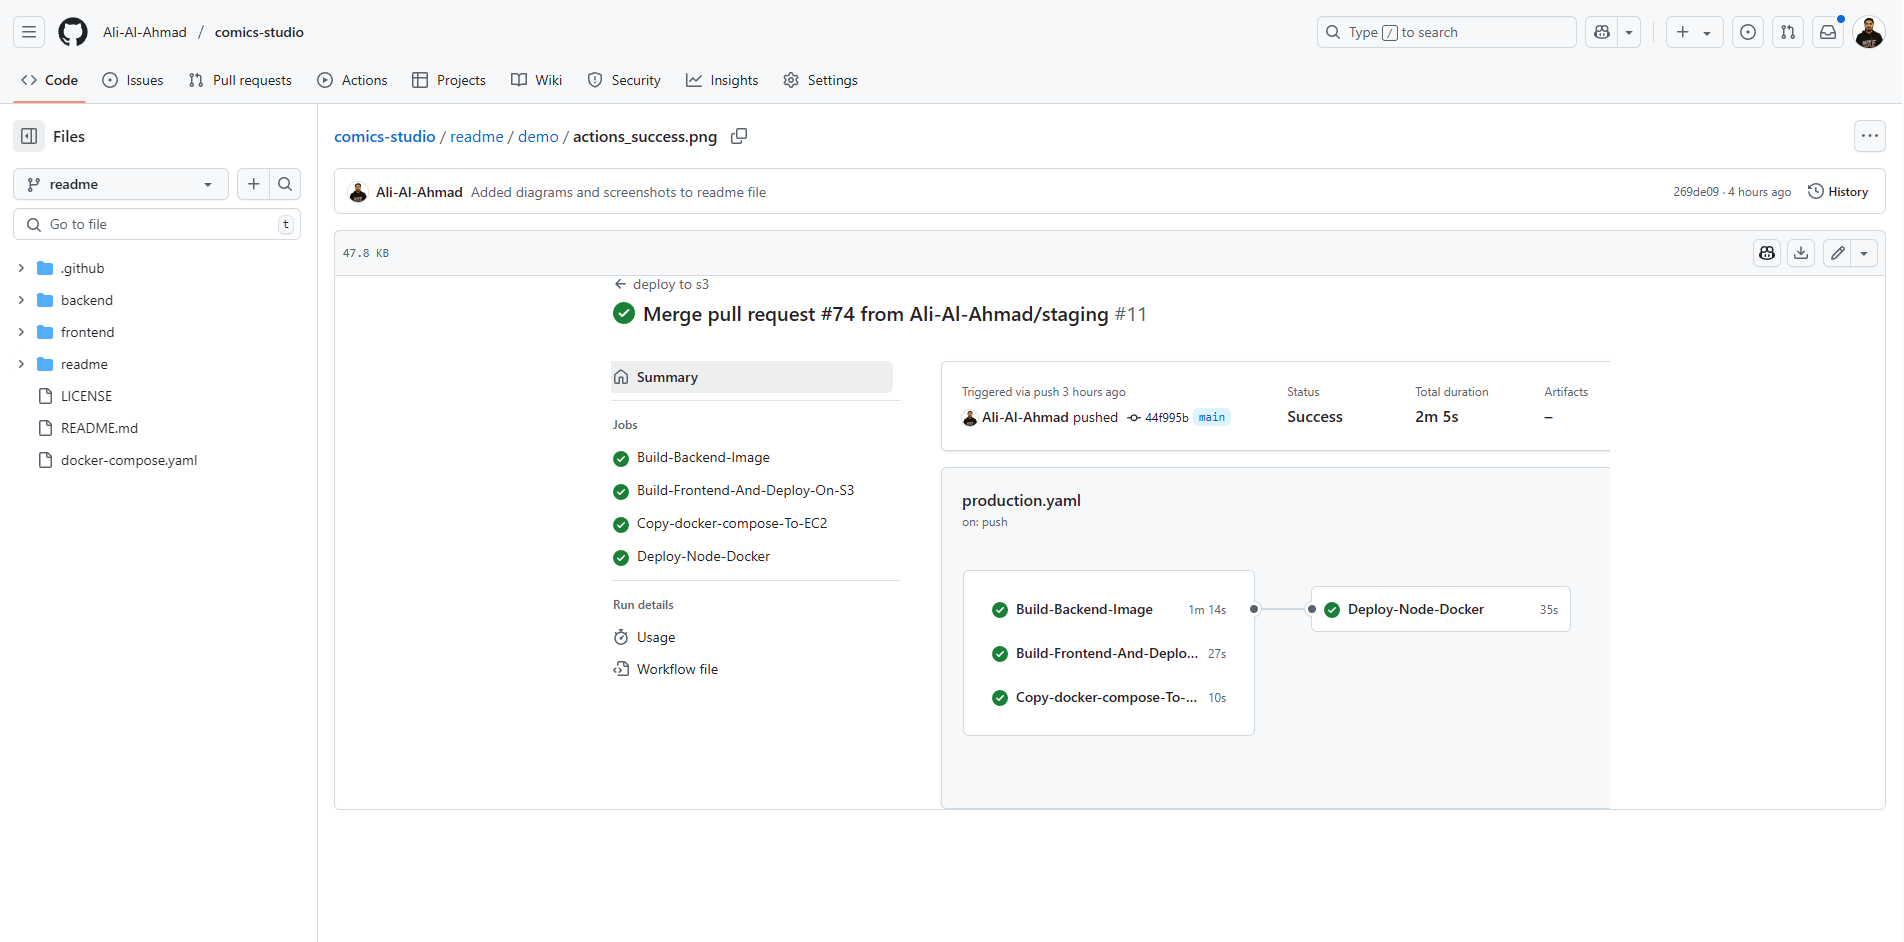 Ali-Al-Ahmad / comics-studio
Type / to search
Code
Issues
Pull requests
Actions
Projects
Wiki
Security
Insights
Settings
Files
readme
Go to file
t
.github
backend
frontend
readme
LICENSE
README.md
docker-compose.yaml
comics-studio / readme / demo / actions_success.png
Ali-Al-Ahmad Added diagrams and screenshots to readme file
269de09 · 4 hours ago
History
47.8 KB
deploy to s3
Merge pull request #74 from Ali-Al-Ahmad/staging #11
Summary
Jobs
Build-Backend-Image
Build-Frontend-And-Deploy-On-S3
Copy-docker-compose-To-EC2
Deploy-Node-Docker
Run details
Usage
Workflow file
Triggered via push 3 hours ago
Ali-Al-Ahmad pushed 44f995b main
Status
Success
Total duration
2m 5s
Artifacts
–
production.yaml
on: push
Build-Backend-Image 1m 14s
Build-Frontend-And-Deplo... 27s
Copy-docker-compose-To-... 10s
Deploy-Node-Docker 35s